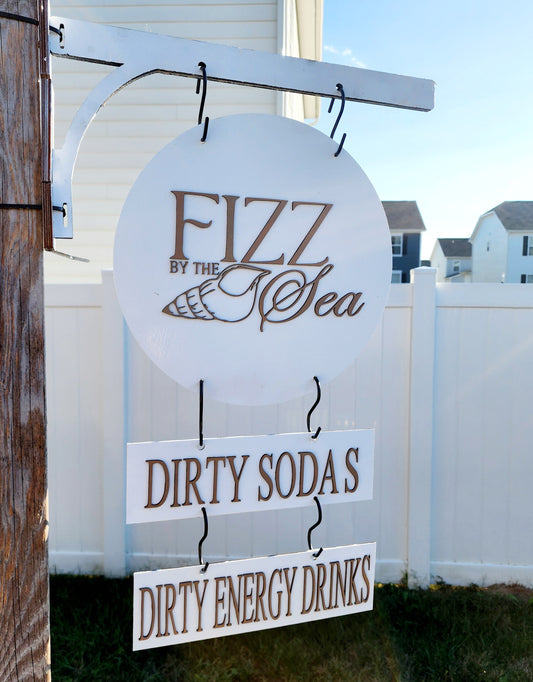 FIZZ
BY THE Sea
DIRTY SODAS
DIRTY ENERGY DRINKS